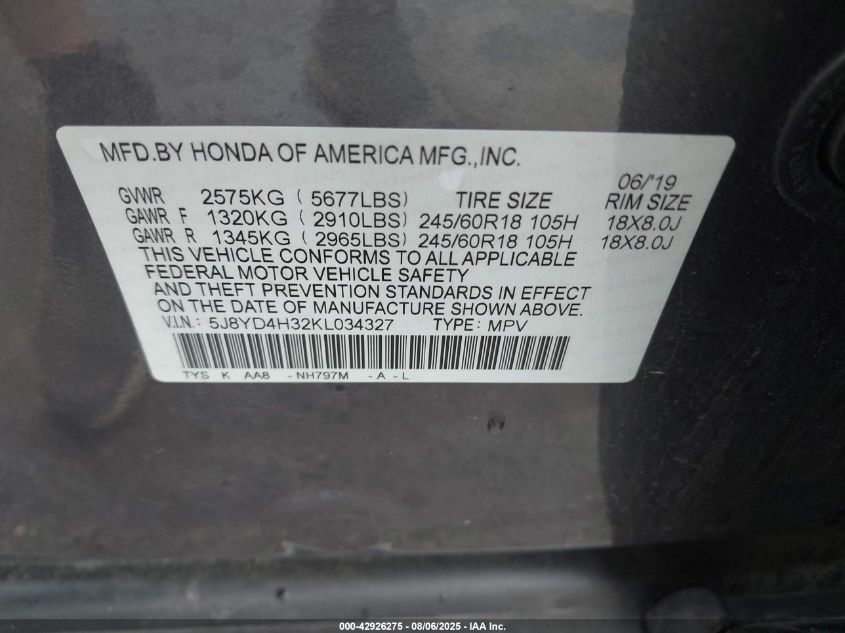 MFD.BY HONDA OF AMERICA MFG.,INC.
06/'19
GVWR 2575KG ( 5677LBS) TIRE SIZE RIM SIZE
GAWR F 1320KG ( 2910LBS) 245/60R18 105H 18X8.0J
GAWR R 1345KG ( 2965LBS) 245/60R18 105H 18X8.0J
THIS VEHICLE CONFORMS TO ALL APPLICABLE
FEDERAL MOTOR VEHICLE SAFETY
AND THEFT PREVENTION STANDARDS IN EFFECT
ON THE DATE OF MANUFACTURE SHOWN ABOVE.
V.I.N.: 5J8YD4H32KL034327 TYPE: MPV
TYS K AA8 -NH797M -A -L
000-42926275 - 08/06/2025 - IAA Inc.